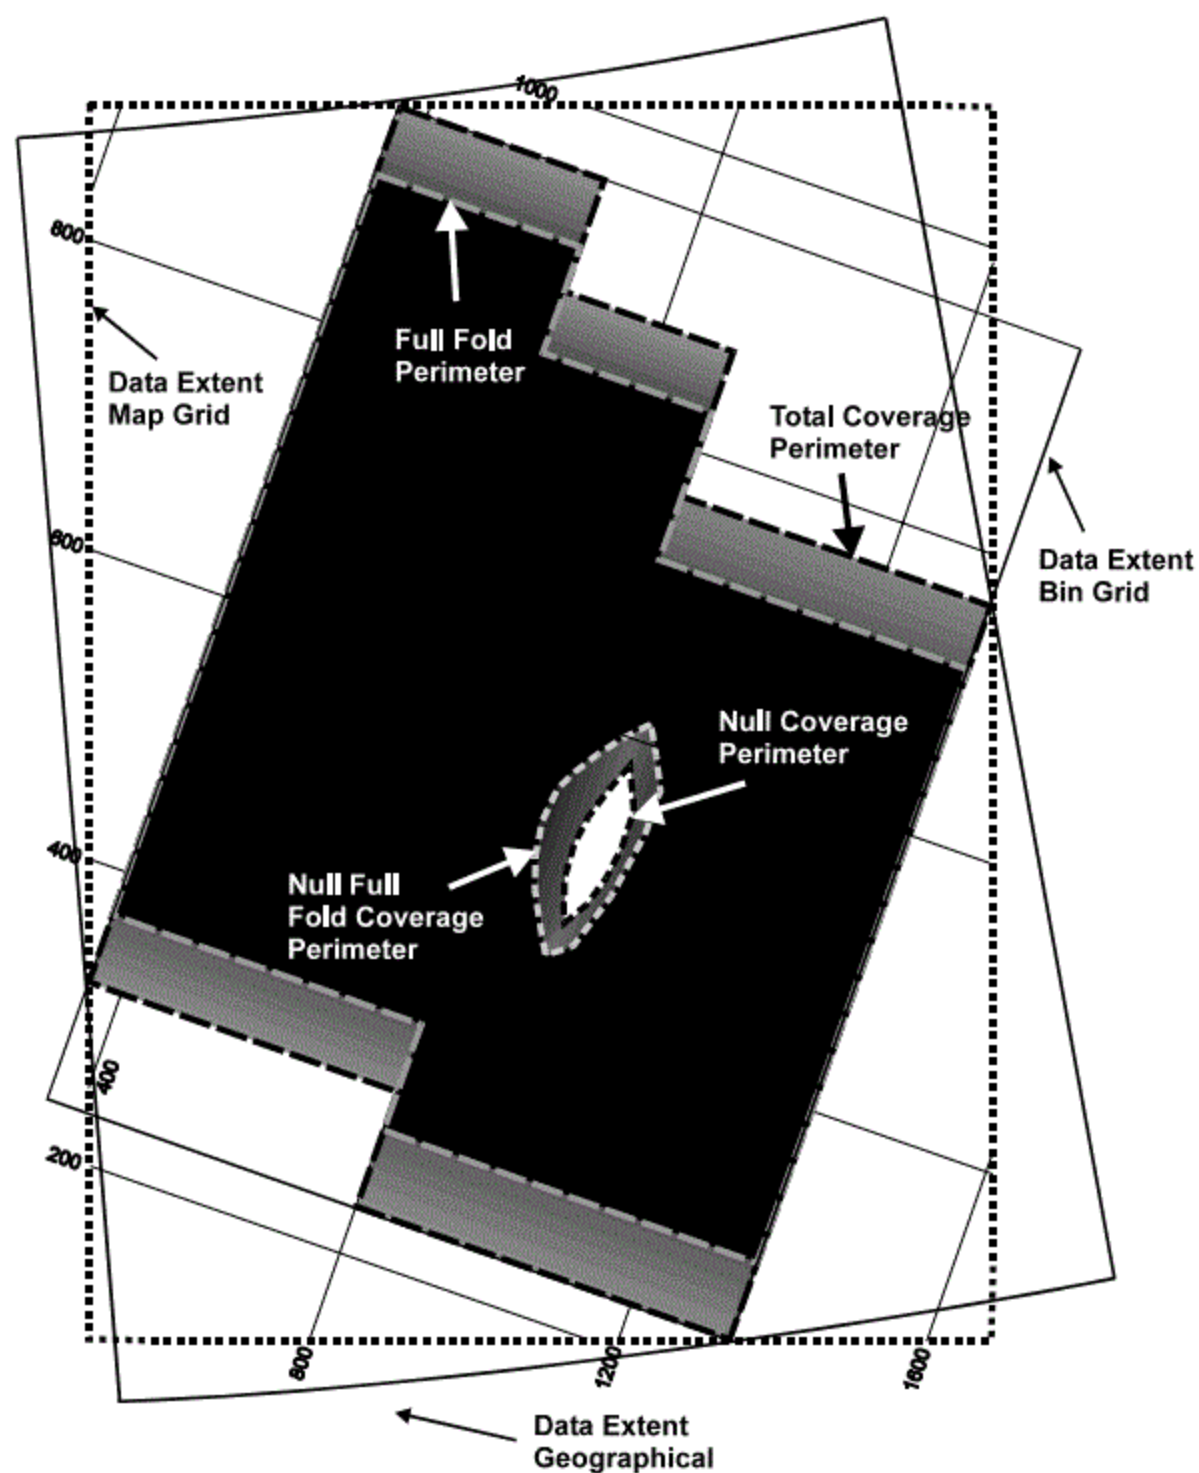 1000
800
Full Fold
Perimeter
Data Extent
Map Grid
Total Coverage
Perimeter
600
Data Extent
Bin Grid
Null Coverage
Perimeter
400
Null Full
Fold Coverage
Perimeter
400
200
800
1200
1600
Data Extent
Geographical